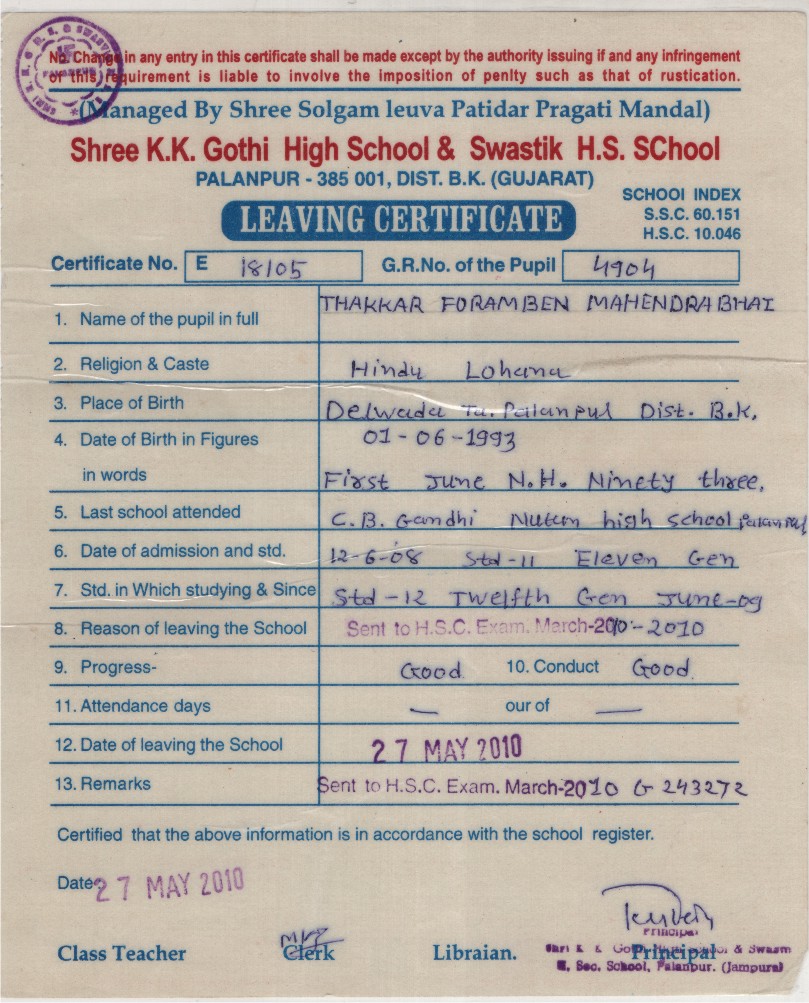 No. Change in any entry in this certificate shall be made except by the authority issuing if and any infringement
of this requirement is liable to involve the imposition of penlty such as that of rustication.
(Managed By Shree Solgam leuva Patidar Pragati Mandal)
Shree K.K. Gothi High School & Swastik H.S. SChool
PALANPUR - 385 001, DIST. B.K. (GUJARAT)
SCHOOl INDEX
S.S.C. 60.151
H.S.C. 10.046
LEAVING CERTIFICATE
Certificate No. E 18105 G.R.No. of the Pupil 4904
1. Name of the pupil in full THAKKAR FORAMBEN MAHENDRABHAI
2. Religion & Caste Hindu Lohana
3. Place of Birth Delwada Ta. Palanpur Dist. B.K.
4. Date of Birth in Figures 01-06-1993
in words First June N.H. Ninety three.
5. Last school attended C.B. Gandhi Nutan high school palanpur
6. Date of admission and std. 12-6-08 Std-11 Eleven Gen
7. Std. in Which studying & Since Std-12 Twelfth Gen June-09
8. Reason of leaving the School Sent to H.S.C. Exam. March-2010-2010
9. Progress- Good 10. Conduct Good
11. Attendance days — our of —
12. Date of leaving the School 27 MAY 2010
13. Remarks Sent to H.S.C. Exam. March-2010 G 243272
Certified that the above information is in accordance with the school register.
Date 27 MAY 2010
Class Teacher Clerk Libraian. Principal
Principal
Shri K. K. Gothi High School & Swastik
H. Sec. School, Palanpur. (Jampura)